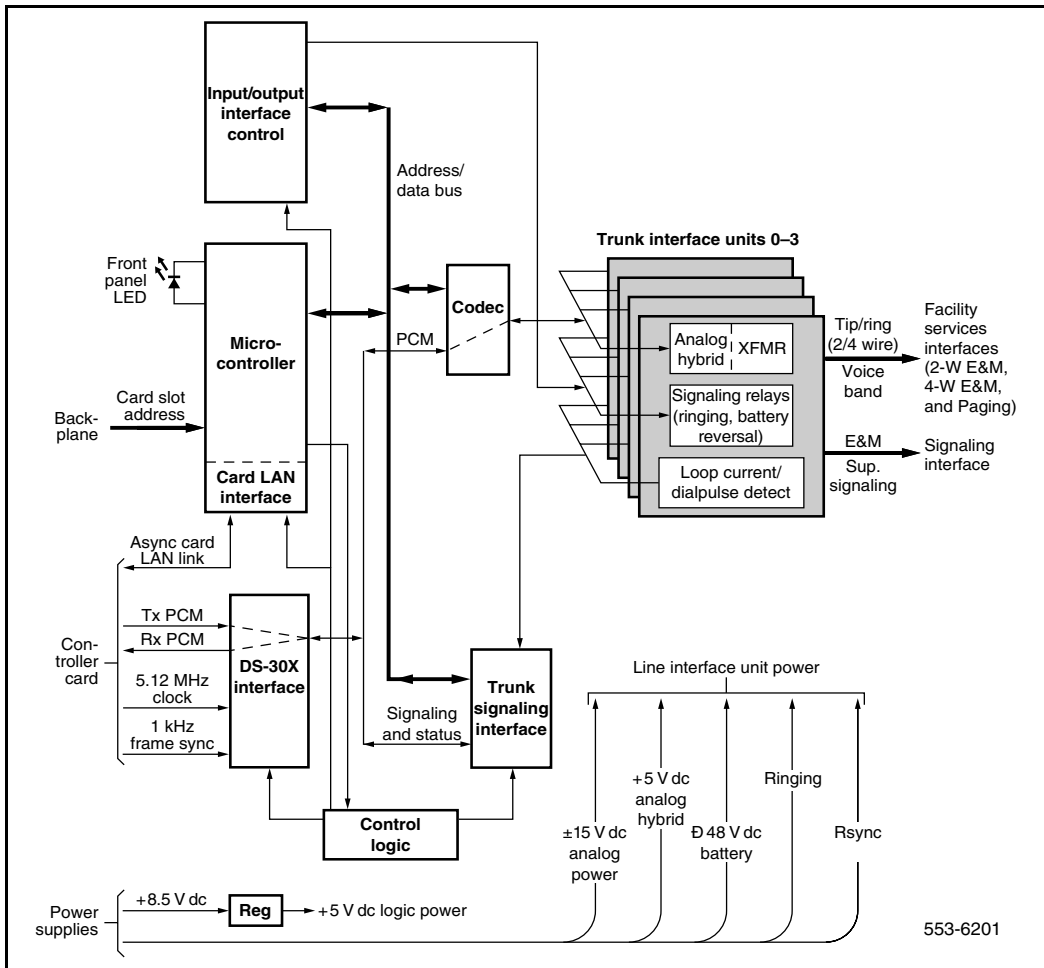 Input/output
interface
control
Address/
data bus
Trunk interface units 0–3
Front
panel
LED
Micro-
controller
Codec
PCM
Analog
hybrid
XFMR
Tip/ring
(2/4 wire)
Voice
band
Facility
services
interfaces
(2-W E&M,
4-W E&M,
and Paging)
Signaling relays
(ringing, battery
reversal)
Back-
plane
Card slot
address
E&M
Sup.
signaling
Signaling
interface
Loop current/
dialpulse detect
Card LAN
interface
Async card
LAN link
Con-
troller
card
Tx PCM
Rx PCM
5.12 MHz
clock
1 kHz
frame sync
DS-30X
interface
Trunk
signaling
interface
Signaling
and status
Line interface unit power
Control
logic
±15 V dc
analog
power
+5 V dc
analog
hybrid
Ð 48 V dc
battery
Ringing
Rsync
Power
supplies
+8.5 V dc
Reg
+5 V dc logic power
553-6201